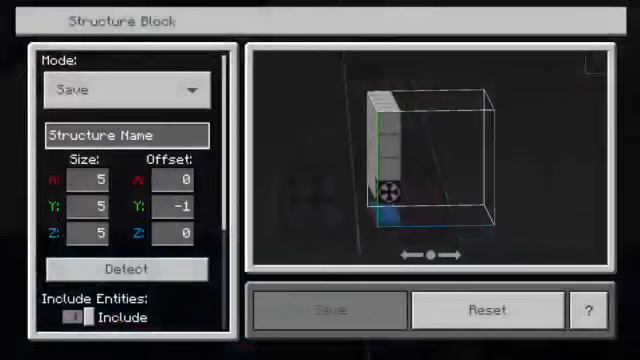 Structure Block
Mode:
Save
Structure Name
Size: Offset:
X: 5 X: 0
Y: 5 Y: -1
Z: 5 Z: 0
Detect
Include Entities:
Include
Save Reset ?